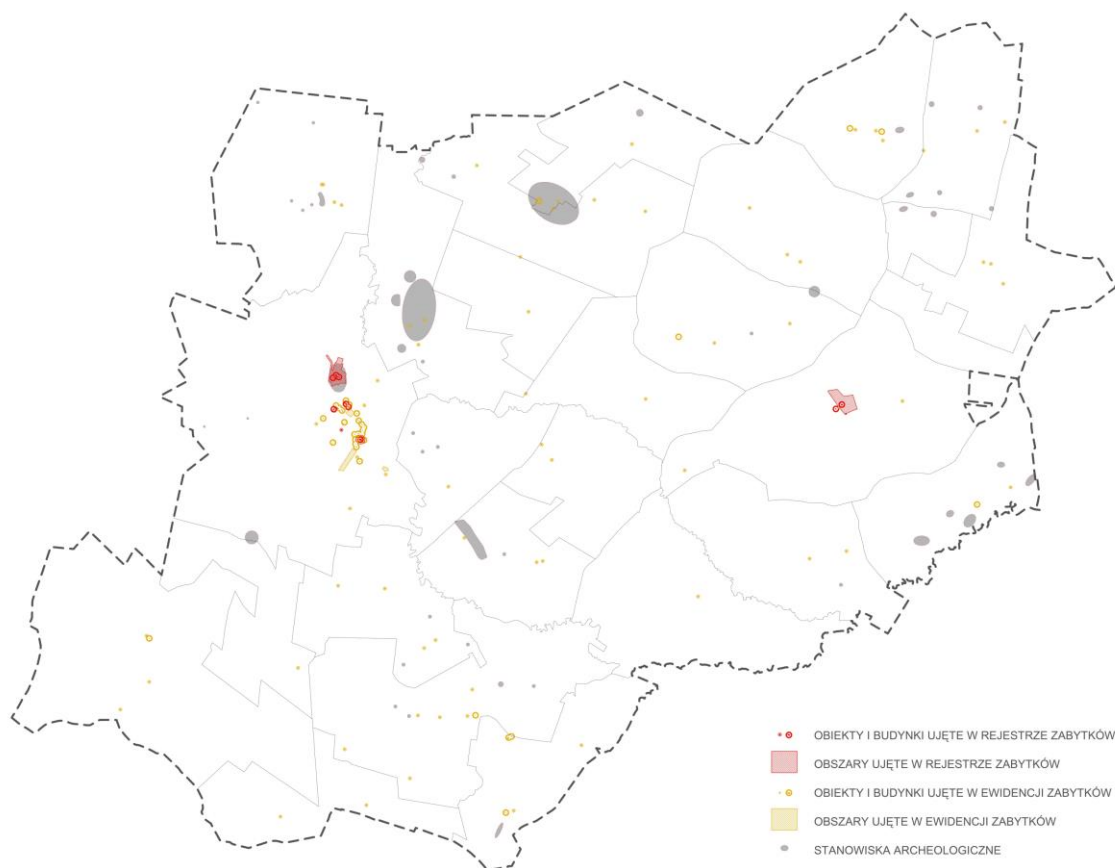 OBIEKTY I BUDYNKI UJĘTE W REJESTRZE ZABYTKÓW
OBSZARY UJĘTE W REJESTRZE ZABYTKÓW
OBIEKTY I BUDYNKI UJĘTE W EWIDENCJI ZABYTKÓW
OBSZARY UJĘTE W EWIDENCJI ZABYTKÓW
STANOWISKA ARCHEOLOGICZNE